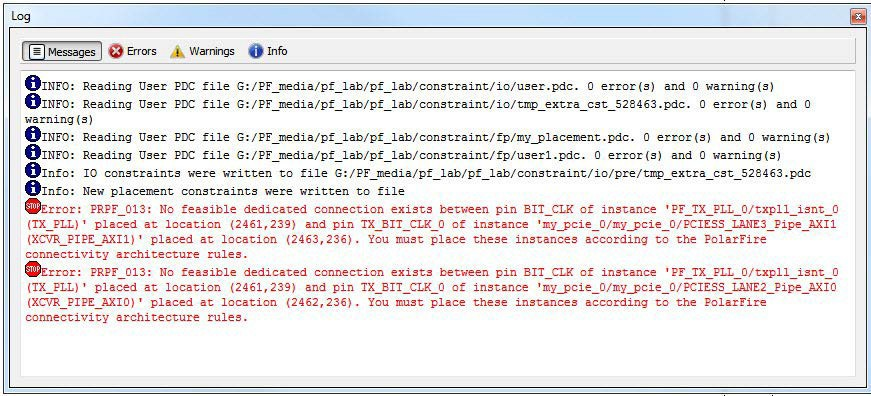 Log
Messages Errors Warnings Info
INFO: Reading User PDC file G:/PF_media/pf_lab/pf_lab/constraint/io/user.pdc. 0 error(s) and 0 warning(s)
INFO: Reading User PDC file G:/PF_media/pf_lab/pf_lab/constraint/io/tmp_extra_cst_528463.pdc. 0 error(s) and 0
warning(s)
INFO: Reading User PDC file G:/PF_media/pf_lab/pf_lab/constraint/fp/my_placement.pdc. 0 error(s) and 0 warning(s)
INFO: Reading User PDC file G:/PF_media/pf_lab/pf_lab/constraint/fp/user1.pdc. 0 error(s) and 0 warning(s)
Info: IO constraints were written to file G:/PF_media/pf_lab/pf_lab/constraint/io/pre/tmp_extra_cst_528463.pdc
Info: New placement constraints were written to file
STOP Error: PRPF_013: No feasible dedicated connection exists between pin BIT_CLK of instance 'PF_TX_PLL_0/txpll_isnt_0
(TX_PLL)' placed at location (2461,239) and pin TX_BIT_CLK_0 of instance 'my_pcie_0/my_pcie_0/PCIESS_LANE3_Pipe_AXI1
(XCVR_PIPE_AXI1)' placed at location (2463,236). You must place these instances according to the PolarFire
connectivity architecture rules.
STOP Error: PRPF_013: No feasible dedicated connection exists between pin BIT_CLK of instance 'PF_TX_PLL_0/txpll_isnt_0
(TX_PLL)' placed at location (2461,239) and pin TX_BIT_CLK_0 of instance 'my_pcie_0/my_pcie_0/PCIESS_LANE2_Pipe_AXI0
(XCVR_PIPE_AXI0)' placed at location (2462,236). You must place these instances according to the PolarFire
connectivity architecture rules.